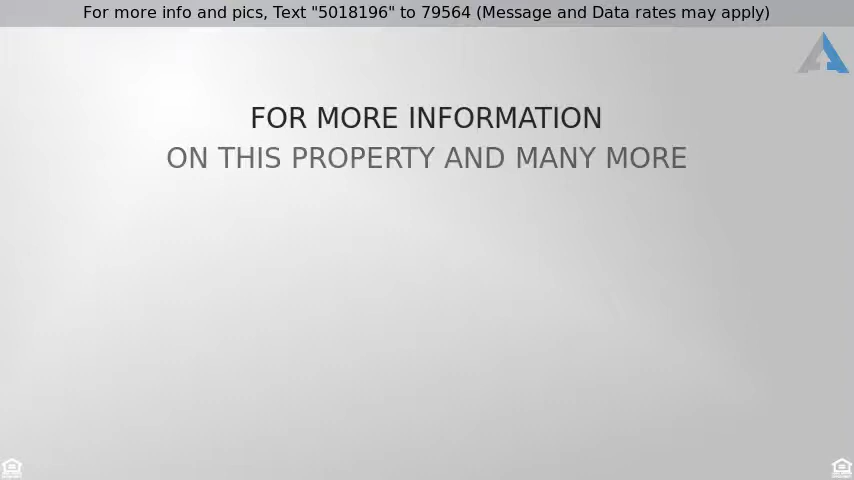 For more info and pics, Text "5018196" to 79564 (Message and Data rates may apply)
FOR MORE INFORMATION
ON THIS PROPERTY AND MANY MORE